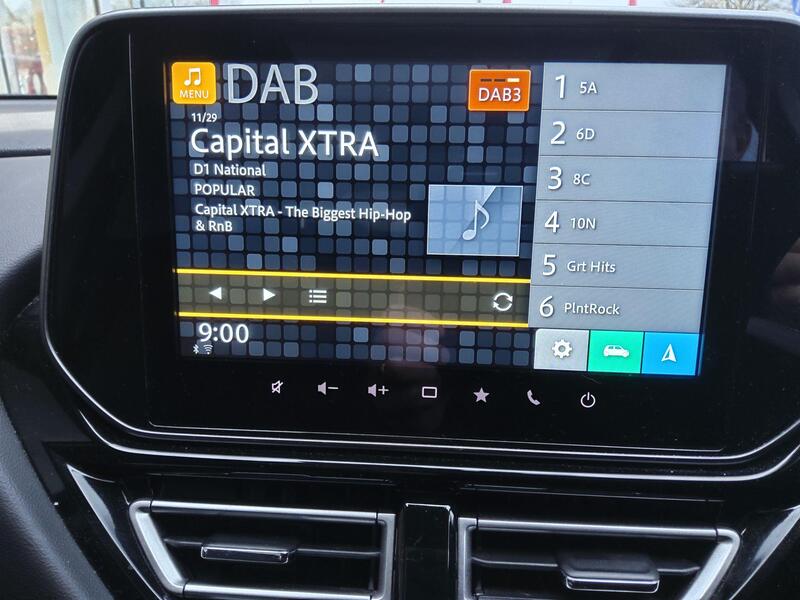 MENU
DAB
DAB3
11/29
Capital XTRA
D1 National
POPULAR
Capital XTRA - The Biggest Hip-Hop
& RnB
9:00
1 5A
2 6D
3 8C
4 10N
5 Grt Hits
6 PlntRock